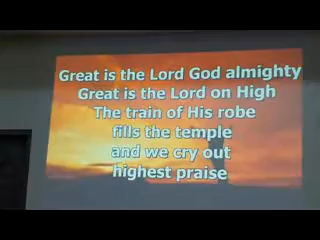 Great is the Lord God almighty
Great is the Lord on High
The train of His robe
fills the temple
and we cry out
highest praise